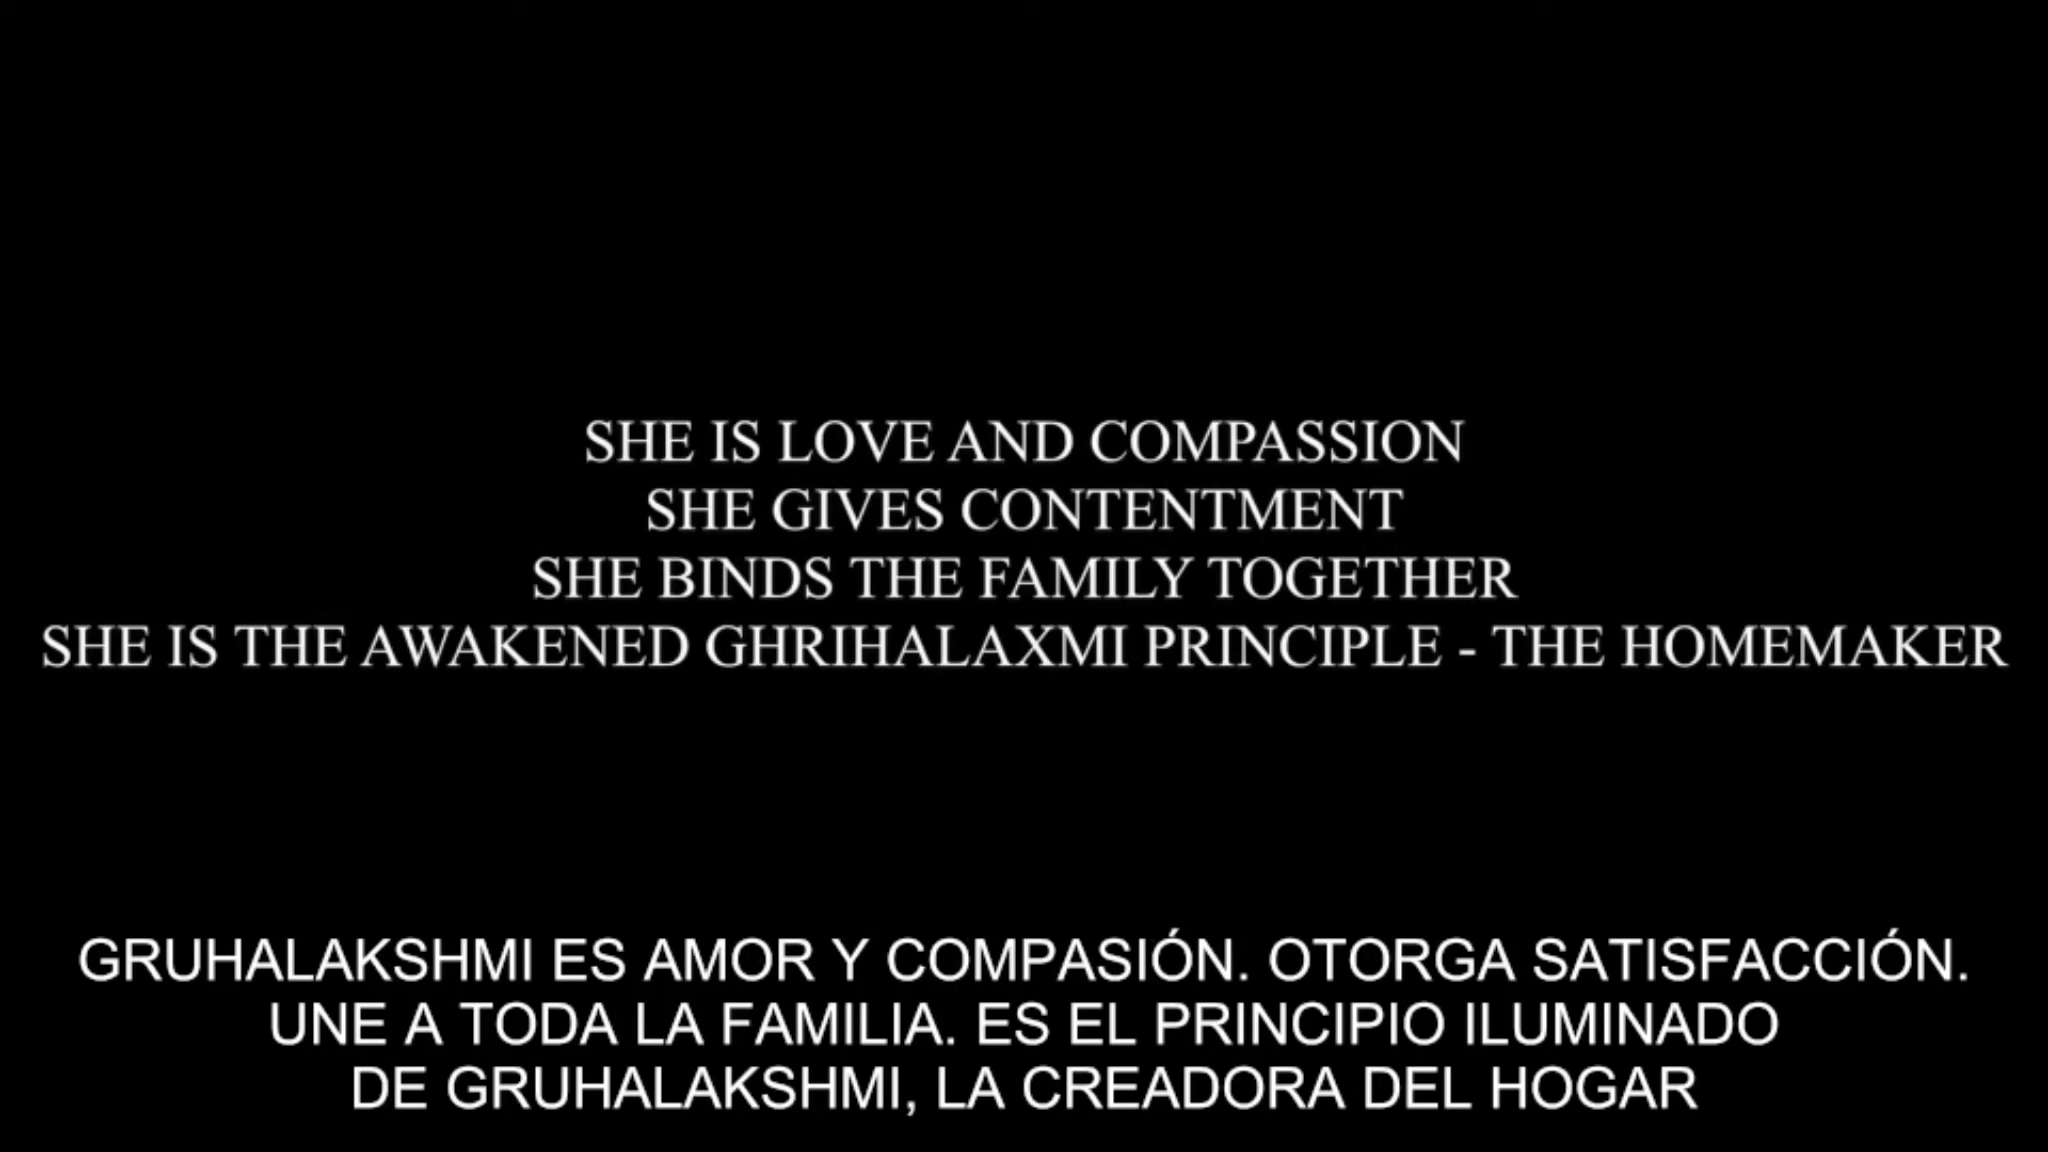 SHE IS LOVE AND COMPASSION
SHE GIVES CONTENTMENT
SHE BINDS THE FAMILY TOGETHER
SHE IS THE AWAKENED GHRIHALAXMI PRINCIPLE - THE HOMEMAKER
GRUHALAKSHMI ES AMOR Y COMPASIÓN. OTORGA SATISFACCIÓN.
UNE A TODA LA FAMILIA. ES EL PRINCIPIO ILUMINADO
DE GRUHALAKSHMI, LA CREADORA DEL HOGAR